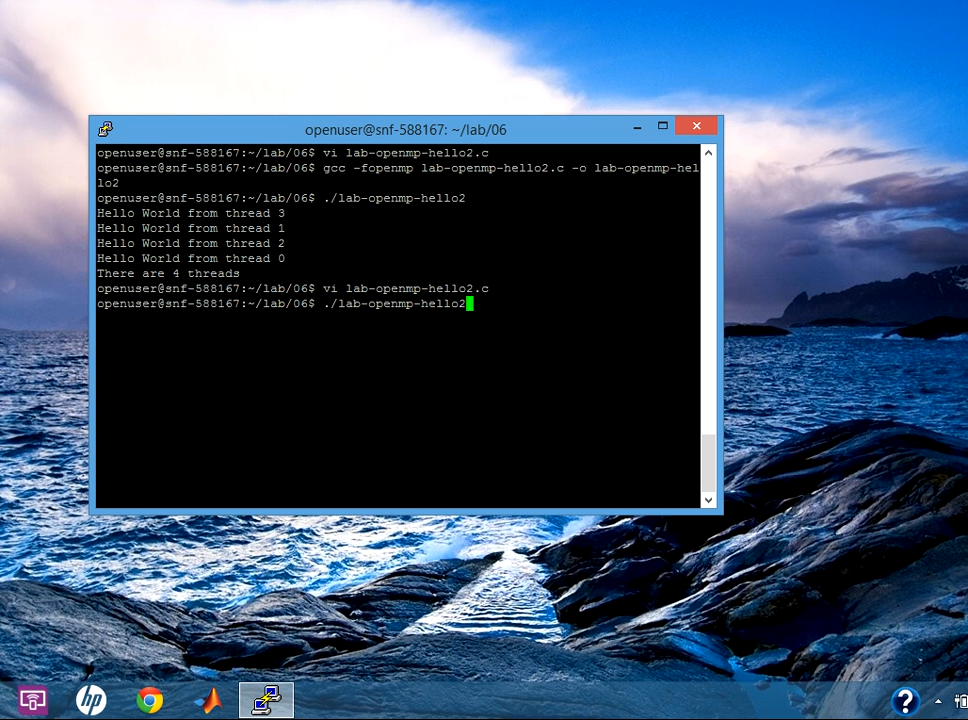 openuser@snf-588167: ~/lab/06
openuser@snf-588167:~/lab/06$ vi lab-openmp-hello2.c
openuser@snf-588167:~/lab/06$ gcc -fopenmp lab-openmp-hello2.c -o lab-openmp-hel
lo2
openuser@snf-588167:~/lab/06$ ./lab-openmp-hello2
Hello World from thread 3
Hello World from thread 1
Hello World from thread 2
Hello World from thread 0
There are 4 threads
openuser@snf-588167:~/lab/06$ vi lab-openmp-hello2.c
openuser@snf-588167:~/lab/06$ ./lab-openmp-hello2
hp
?